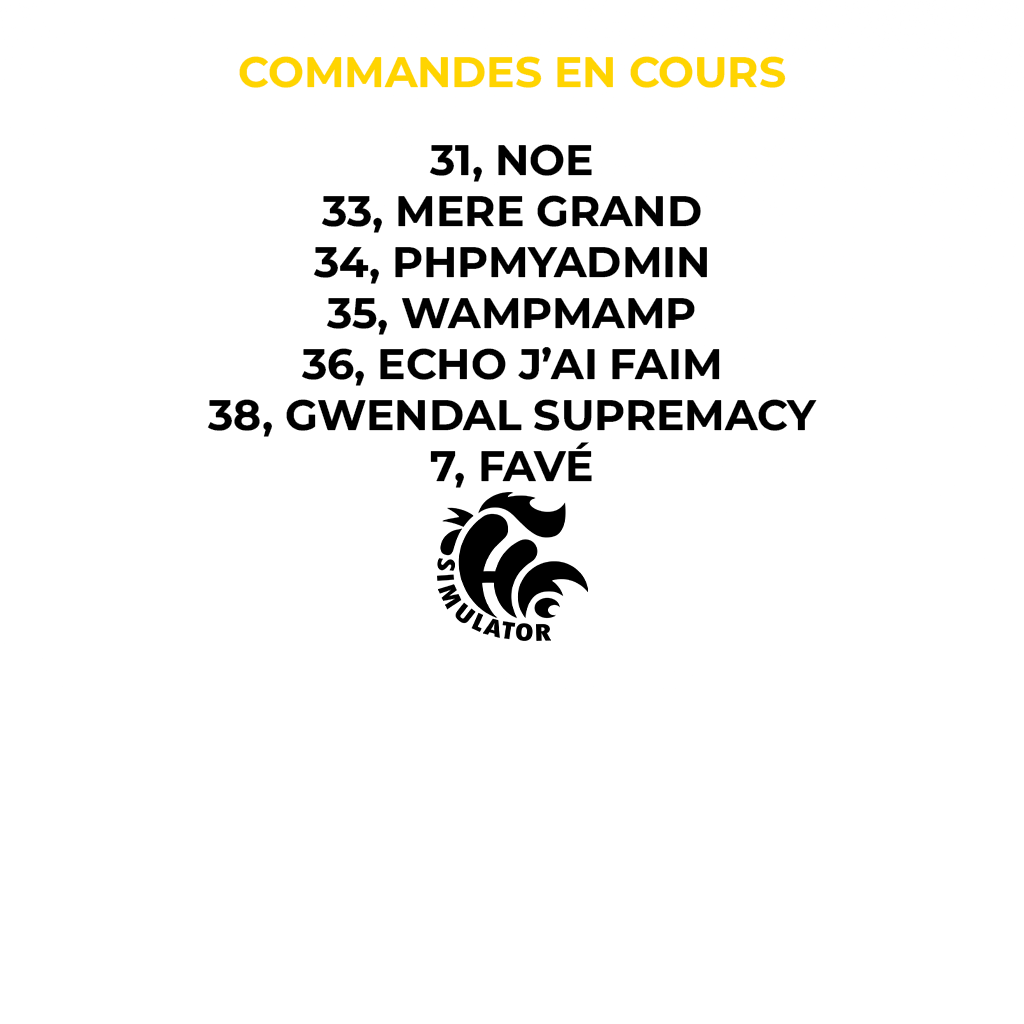 COMMANDES EN COURS
31, NOE
33, MERE GRAND
34, PHPMYADMIN
35, WAMPMAMP
36, ECHO J’AI FAIM
38, GWENDAL SUPREMACY
7, FAVÉ
SIMULATOR